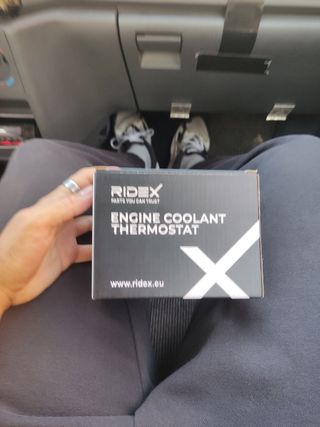 RIDEX
PARTS YOU CAN TRUST
ENGINE COOLANT
THERMOSTAT
www.ridex.eu